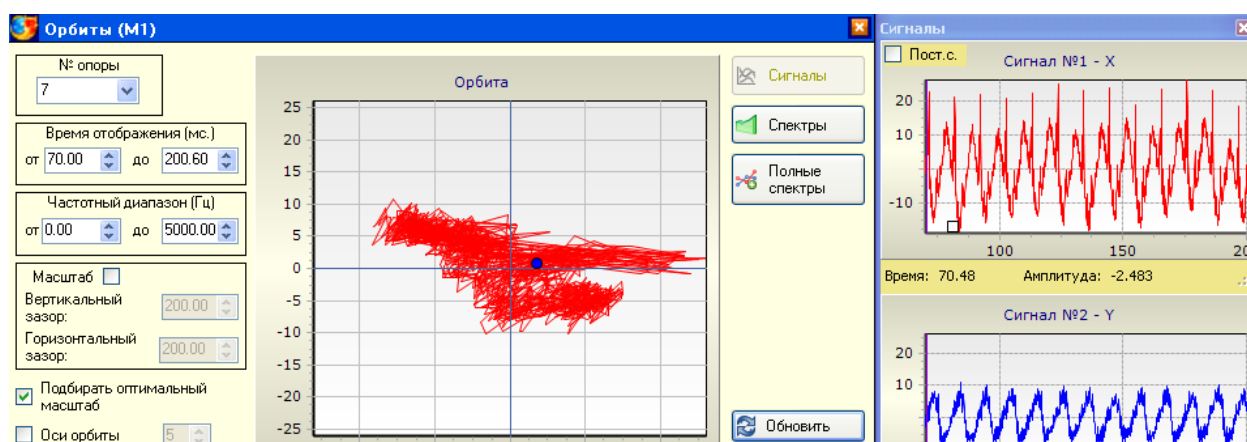 Орбиты (М1)
№ опоры
7
Время отображения (мс.)
от 70.00 до 200.60
Частотный диапазон (Гц)
от 0.00 до 5000.00
Масштаб
Вертикальный
зазор:
200.00
Горизонтальный
зазор:
200.00
Подбирать оптимальный
масштаб
Оси орбиты
5
Орбита
25
20
15
10
5
0
-5
-10
-15
-20
-25
Сигналы
Спектры
Полные
спектры
Обновить
Сигналы
Пост.с.
Сигнал №1 - X
20
10
-10
100 150 20
Время: 70.48 Амплитуда: -2.483
Сигнал №2 - Y
20
10